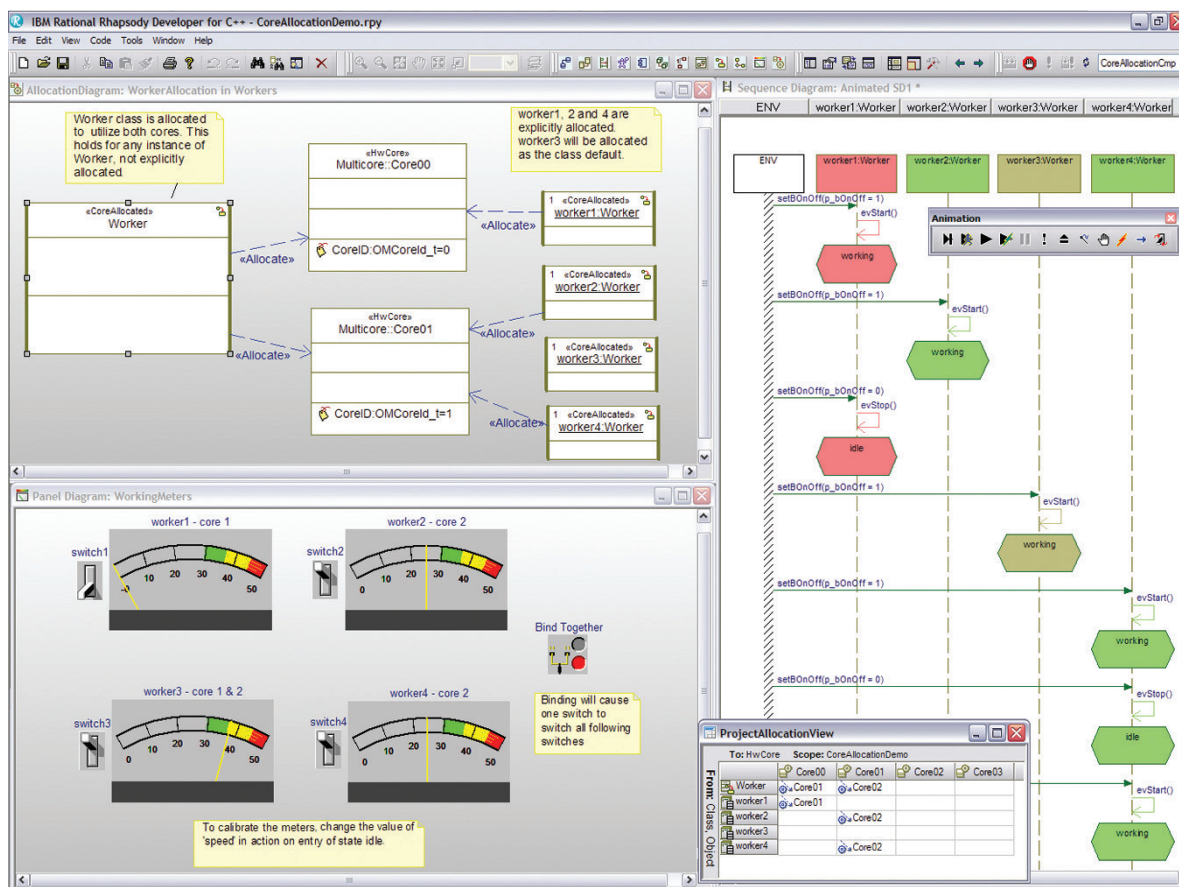 IBM Rational Rhapsody Developer for C++ - CoreAllocationDemo.rpy
File Edit View Code Tools Window Help
CoreAllocationCmp
AllocationDiagram: WorkerAllocation in Workers
Worker class is allocated
to utilize both cores. This
holds for any instance of
Worker, not explicitly
allocated.
«CoreAllocated»
Worker
«Allocate»
«Allocate»
«HwCore»
Multicore::Core00
CoreID:OMCoreId_t=0
«HwCore»
Multicore::Core01
CoreID:OMCoreId_t=1
worker1, 2 and 4 are
explicitly allocated.
worker3 will be allocated
as the class default.
1 «CoreAllocated»
worker1:Worker
«Allocate»
1 «CoreAllocated»
worker2:Worker
«Allocate»
1 «CoreAllocated»
worker3:Worker
1 «CoreAllocated»
worker4:Worker
«Allocate»
Panel Diagram: WorkingMeters
worker1 - core 1
switch1
0 10 20 30 40 50
worker2 - core 2
switch2
0 10 20 30 40 50
Bind Together
worker3 - core 1 & 2
switch3
0 10 20 30 40 50
worker4 - core 2
switch4
0 10 20 30 40 50
Binding will cause
one switch to
switch all following
switches
To calibrate the meters, change the value of
'speed' in action on entry of state idle.
Sequence Diagram: Animated SD1 *
ENV worker1:Worker worker2:Worker worker3:Worker worker4:Worker
ENV worker1:Worker worker2:Worker worker3:Worker worker4:Worker
setBOnOff(p_bOnOff = 1)
evStart()
Animation
working
setBOnOff(p_bOnOff = 1)
evStart()
working
setBOnOff(p_bOnOff = 0)
evStop()
idle
setBOnOff(p_bOnOff = 1)
evStart()
working
setBOnOff(p_bOnOff = 1)
evStart()
working
setBOnOff(p_bOnOff = 0)
evStop()
idle
evStart()
working
ProjectAllocationView
To: HwCore Scope: CoreAllocationDemo
From: Class, Object
Core00 Core01 Core02 Core03
Worker Core01 Core02
worker1 Core01
worker2 Core02
worker3
worker4 Core02